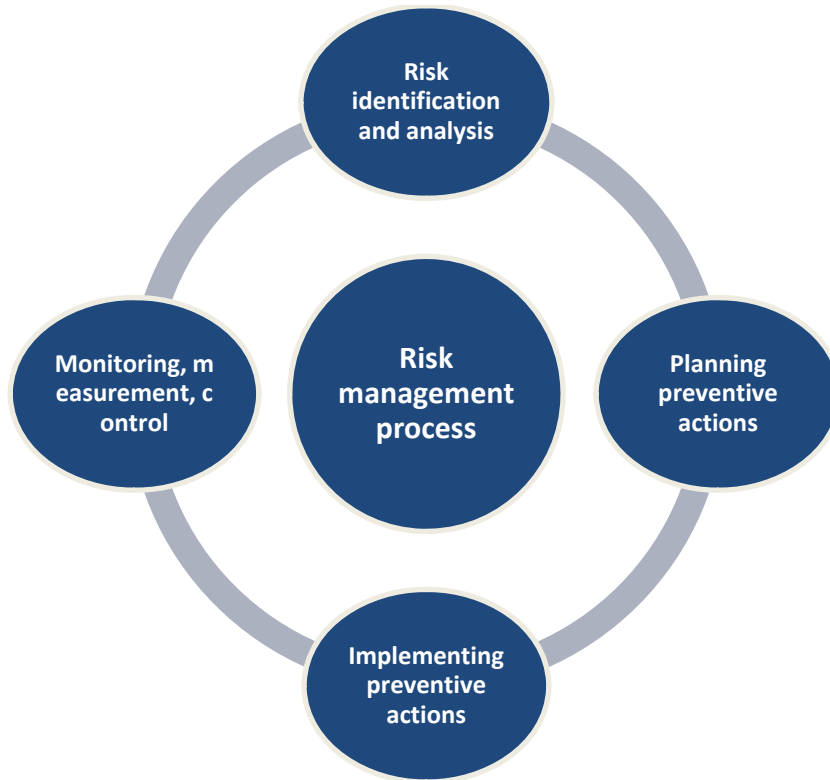 Risk
identification
and analysis
Risk
management
process
Monitoring, m
easurement, c
ontrol
Planning
preventive
actions
Implementing
preventive
actions